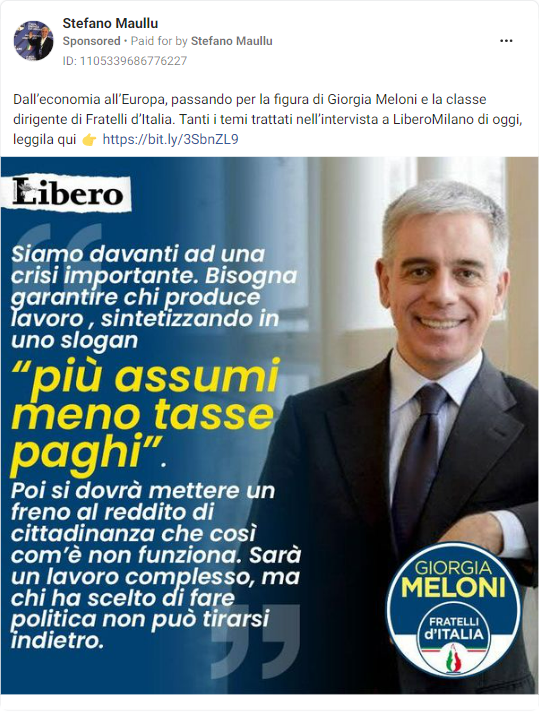 Stefano Maullu
Sponsored • Paid for by Stefano Maullu
ID: 1105339686776227
Dall'economia all'Europa, passando per la figura di Giorgia Meloni e la classe
dirigente di Fratelli d'Italia. Tanti i temi trattati nell'intervista a LiberoMilano di oggi,
leggila qui 👉 https://bit.ly/3SbnZL9
Libero
Siamo davanti ad una
crisi importante. Bisogna
garantire chi produce
lavoro , sintetizzando in
uno slogan
“più assumi
meno tasse
paghi”.
Poi si dovrà mettere un
freno al reddito di
cittadinanza che così
com'è non funziona. Sarà
un lavoro complesso, ma
chi ha scelto di fare
politica non può tirarsi
indietro.
GIORGIA
MELONI
FRATELLI
d'ITALIA